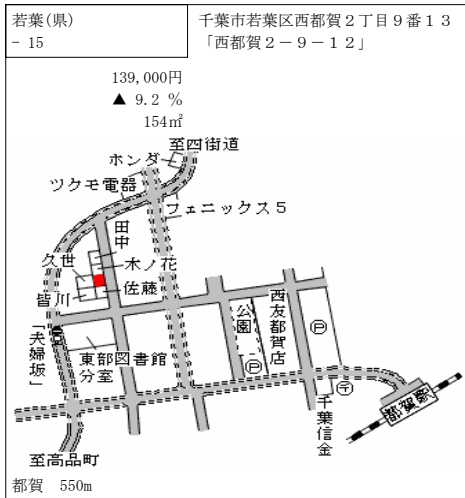 若葉(県)
- 15
千葉市若葉区西都賀２丁目９番１３
「西都賀２－９－１２」
139,000円
▲ 9.2 %
154㎡
至四街道
ホンダ
ツクモ電器
フェニックス５
田中
久世
木ノ花
皆川
佐藤
公園
西友都賀店
Ⓟ
「夫婦坂」
東部図書館
分室
Ⓟ
〒
千葉信金
都賀駅
至高品町
都賀　550m